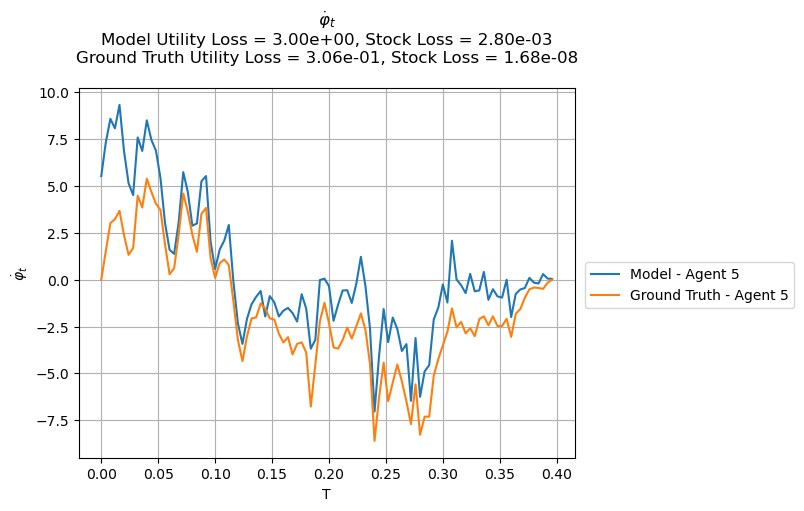 φ̇ₜ
Model Utility Loss = 3.00e+00, Stock Loss = 2.80e-03
Ground Truth Utility Loss = 3.06e-01, Stock Loss = 1.68e-08
10.0
7.5
5.0
2.5
0.0
−2.5
−5.0
−7.5
φ̇ₜ
0.00 0.05 0.10 0.15 0.20 0.25 0.30 0.35 0.40
T
Model - Agent 5
Ground Truth - Agent 5